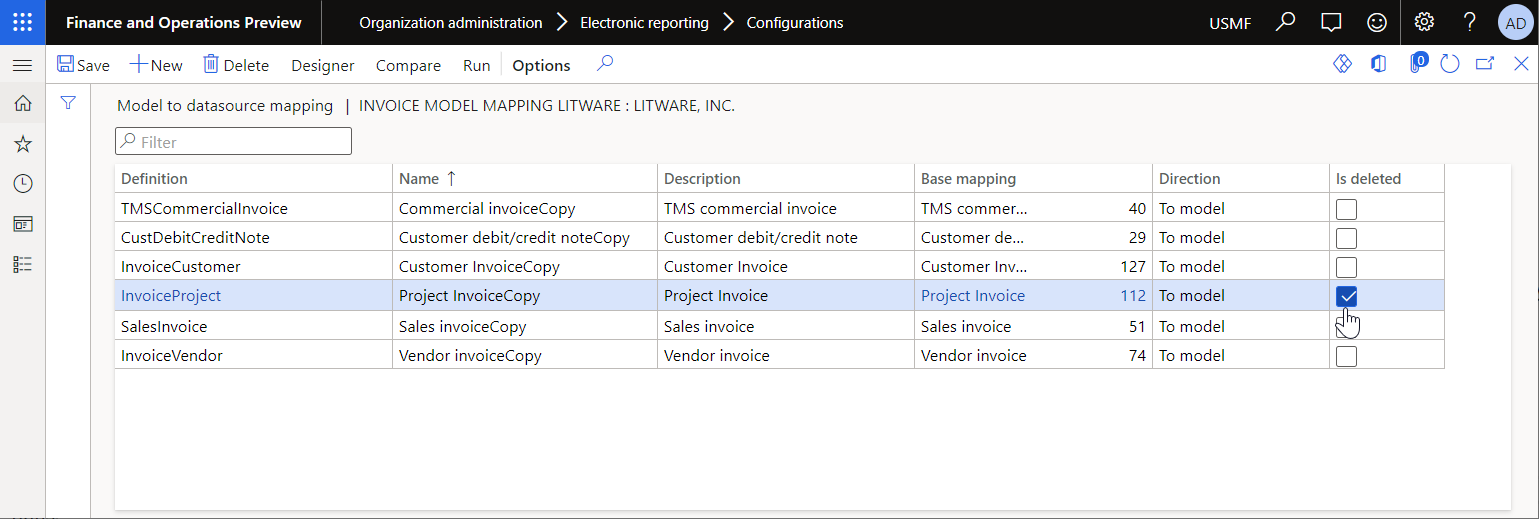 Finance and Operations Preview Organization administration Electronic reporting Configurations USMF AD
Save New Delete Designer Compare Run Options 0
Model to datasource mapping | INVOICE MODEL MAPPING LITWARE : LITWARE, INC.
Filter
Definition Name ↑ Description Base mapping Direction Is deleted
TMSCommercialInvoice Commercial invoiceCopy TMS commercial invoice TMS commer... 40 To model
CustDebitCreditNote Customer debit/credit noteCopy Customer debit/credit note Customer de... 29 To model
InvoiceCustomer Customer InvoiceCopy Customer Invoice Customer Inv... 127 To model
InvoiceProject Project InvoiceCopy Project Invoice Project Invoice 112 To model
SalesInvoice Sales invoiceCopy Sales invoice Sales invoice 51 To model
InvoiceVendor Vendor invoiceCopy Vendor invoice Vendor invoice 74 To model